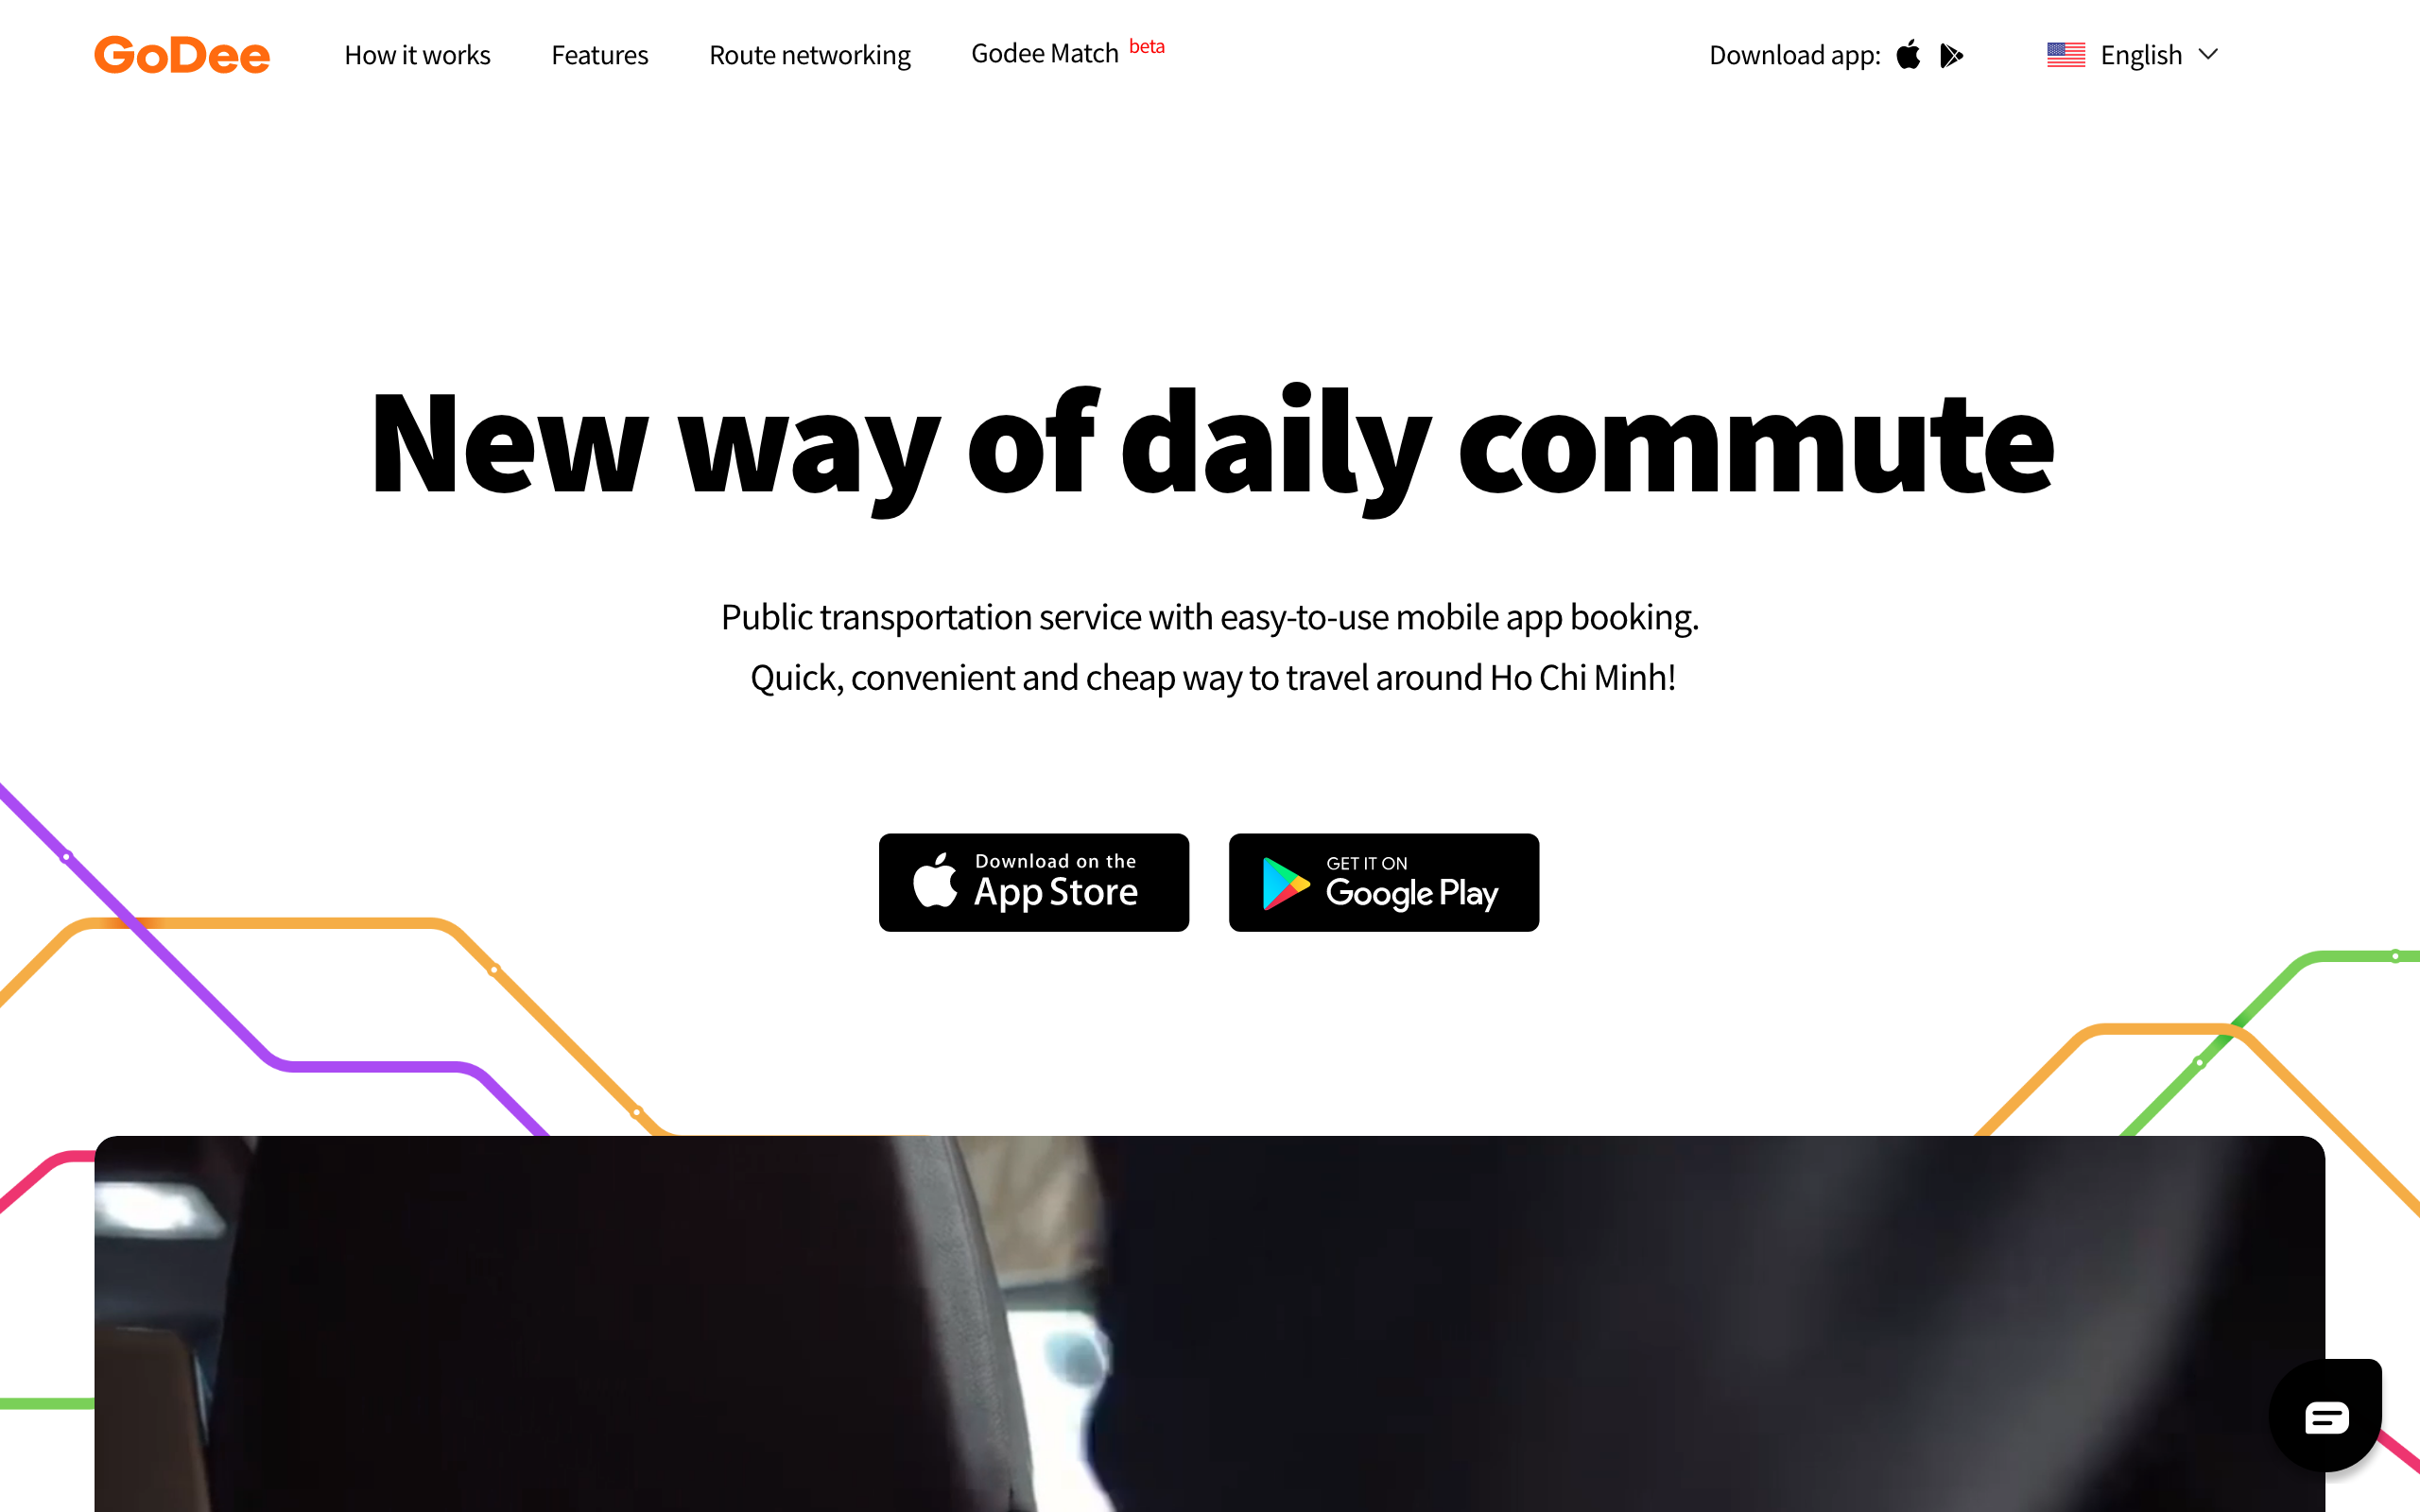 GoDee
How it works
Features
Route networking
Godee Match beta
Download app:
English
New way of daily commute
Public transportation service with easy-to-use mobile app booking.
Quick, convenient and cheap way to travel around Ho Chi Minh!
Download on the
App Store
GET IT ON
Google Play